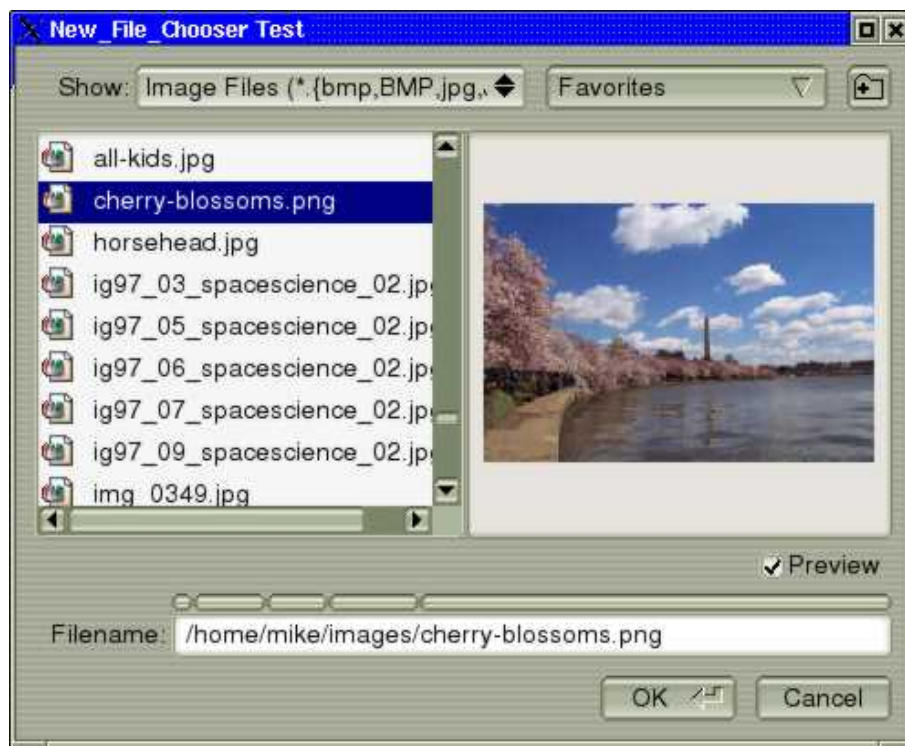 New_File_Chooser Test
Show: Image Files (*.{bmp,BMP,jpg, Favorites
all-kids.jpg
cherry-blossoms.png
horsehead.jpg
ig97_03_spacescience_02.jp
ig97_05_spacescience_02.jp
ig97_06_spacescience_02.jp
ig97_07_spacescience_02.jp
ig97_09_spacescience_02.jp
img_0349.jpg
Preview
Filename: /home/mike/images/cherry-blossoms.png
OK Cancel